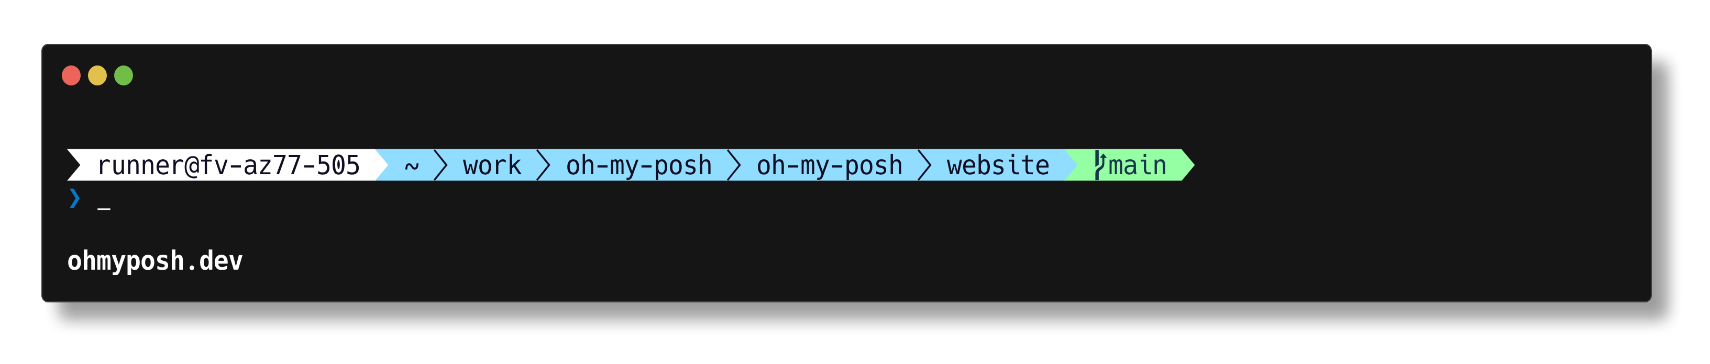 runner@fv-az77-505 ~ work oh-my-posh oh-my-posh website main
❯ _
ohmyposh.dev